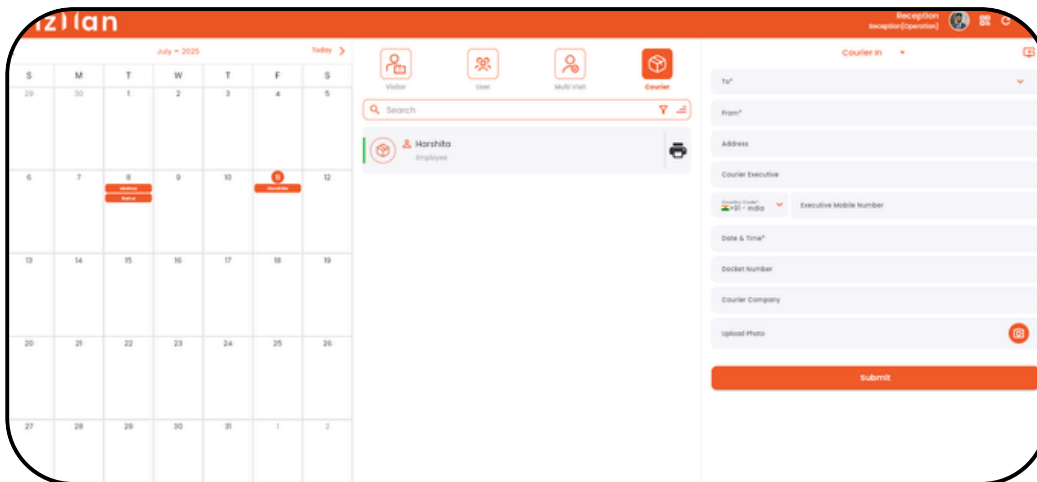 Reception
Reception(Operation)
July - 2025
Today
S M T W T F S
29 30 1 2 3 4 5
6 7 8 9 10 11 12
Harshita
13 14 15 16 17 18 19
20 21 22 23 24 25 26
27 28 29 30 31 1 2
Visitor
User
Multi Visit
Courier
Search
Harshita
Employee
Courier In
To*
From*
Address
Courier Executive
Country Code*
+91 - India
Executive Mobile Number
Date & Time*
Docket Number
Courier Company
Upload Photo
Submit